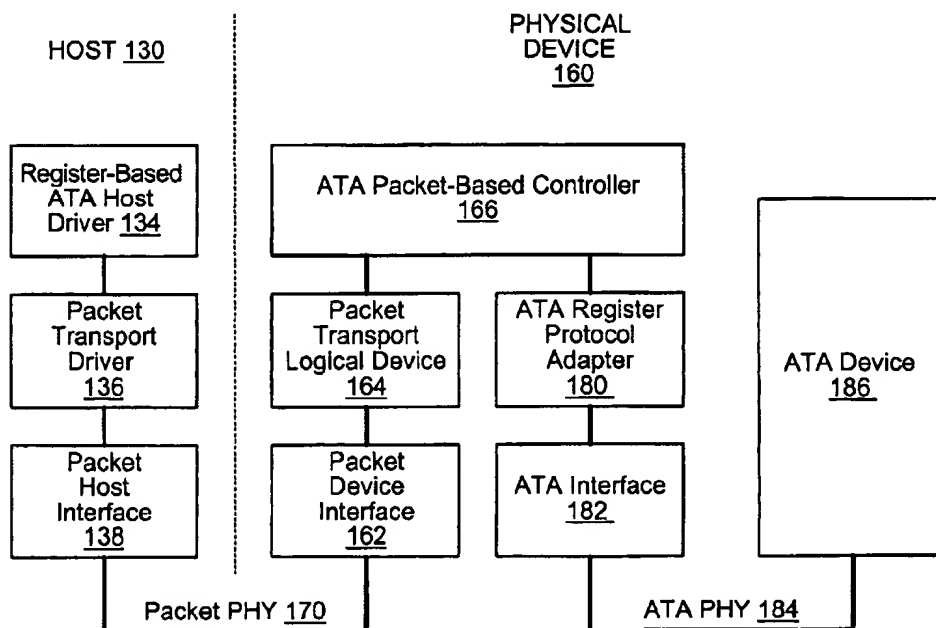 HOST 130
PHYSICAL
DEVICE
160
Register-Based
ATA Host
Driver 134
ATA Packet-Based Controller
166
Packet
Transport
Driver
136
Packet
Transport
Logical Device
164
ATA Register
Protocol
Adapter
180
ATA Device
186
Packet
Host
Interface
138
Packet
Device
Interface
162
ATA Interface
182
Packet PHY 170
ATA PHY 184